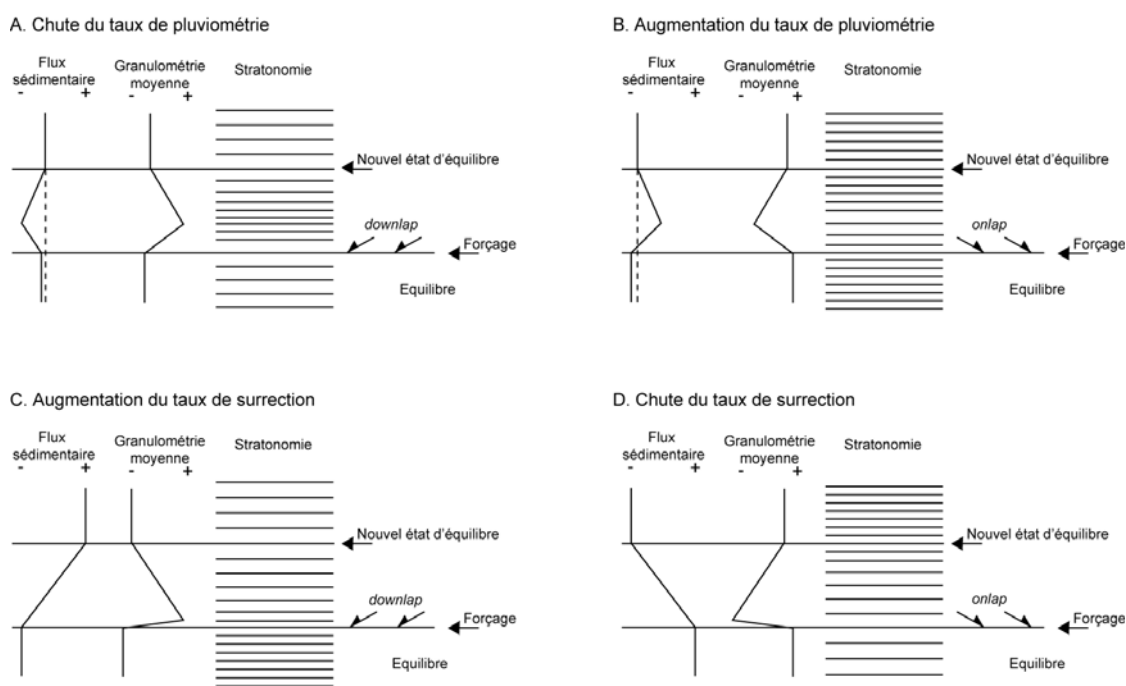 A. Chute du taux de pluviométrie
Flux sédimentaire
- +
Granulométrie moyenne
- +
Stratonomie
Nouvel état d'équilibre
downlap
Forçage
Equilibre
B. Augmentation du taux de pluviométrie
Flux sédimentaire
- +
Granulométrie moyenne
- +
Stratonomie
Nouvel état d'équilibre
onlap
Forçage
Equilibre
C. Augmentation du taux de surrection
Flux sédimentaire
- +
Granulométrie moyenne
- +
Stratonomie
Nouvel état d'équilibre
downlap
Forçage
Equilibre
D. Chute du taux de surrection
Flux sédimentaire
- +
Granulométrie moyenne
- +
Stratonomie
Nouvel état d'équilibre
onlap
Forçage
Equilibre